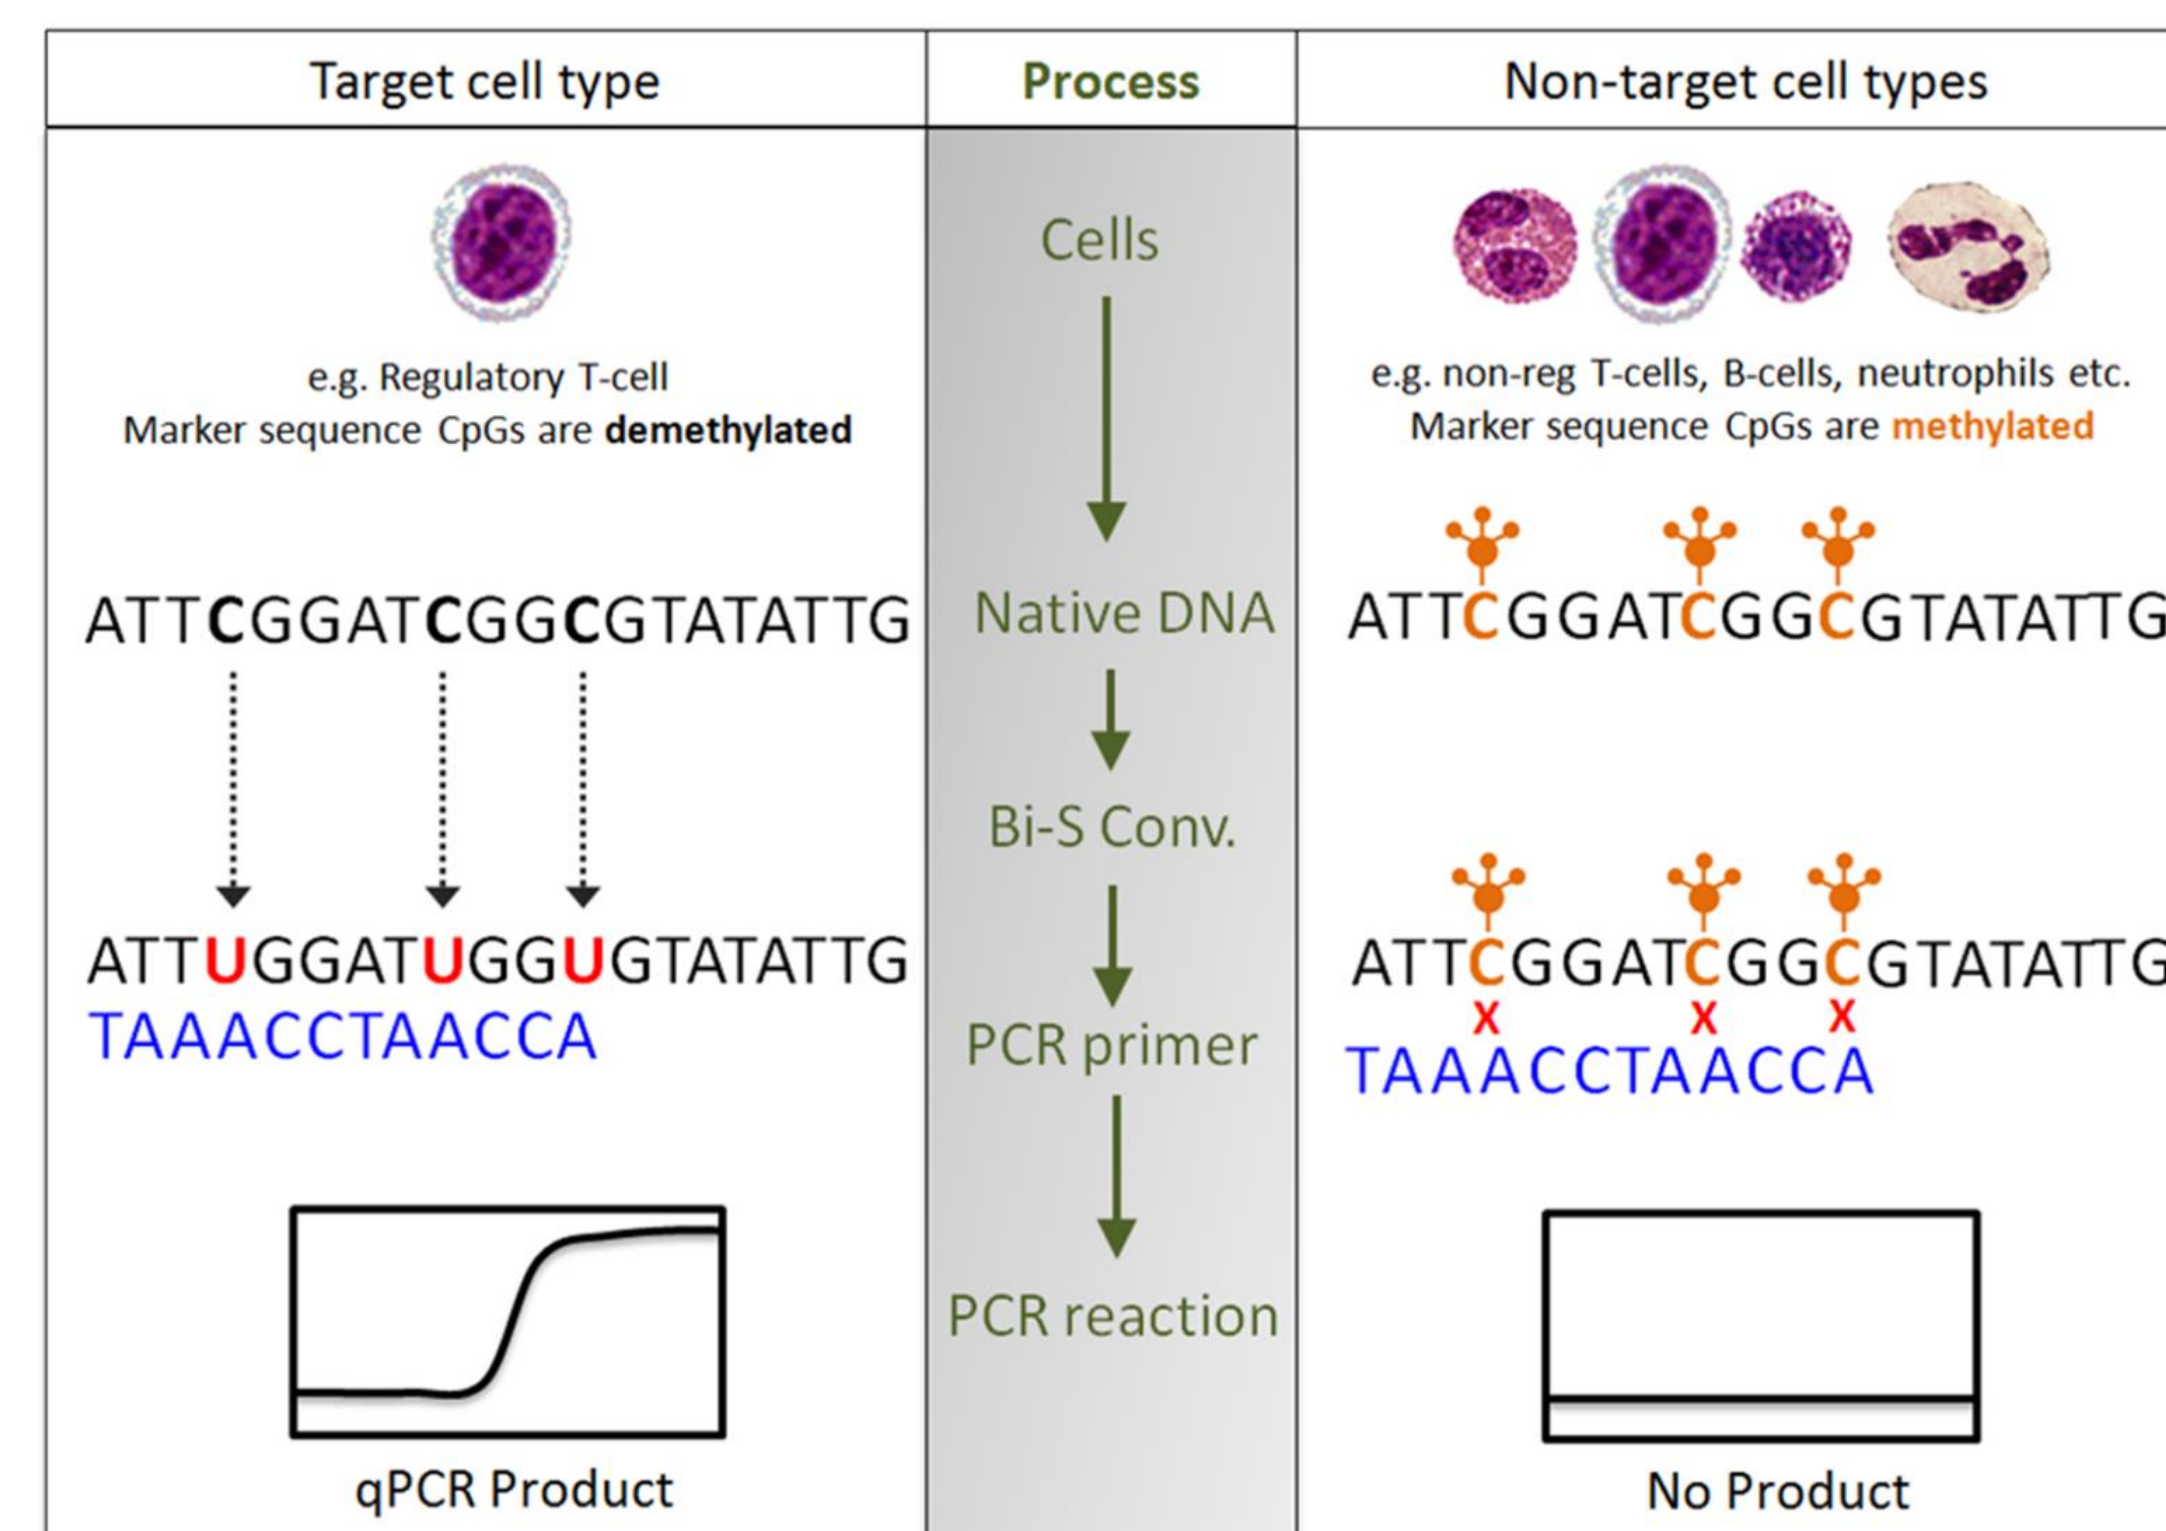 Target cell type
Process
Non-target cell types
Cells
e.g. Regulatory T-cell
Marker sequence CpGs are demethylated
e.g. non-reg T-cells, B-cells, neutrophils etc.
Marker sequence CpGs are methylated
ATTCGGATCGGCGTATATTG
Native DNA
ATTCGGATCGGCGTATATTG
Bi-S Conv.
ATTUGGATUGGUGTATATTG
TAAACCTAACCA
PCR primer
ATTCGGATCGGCGTATATTG
X X X
TAAACCTAACCA
PCR reaction
qPCR Product
No Product